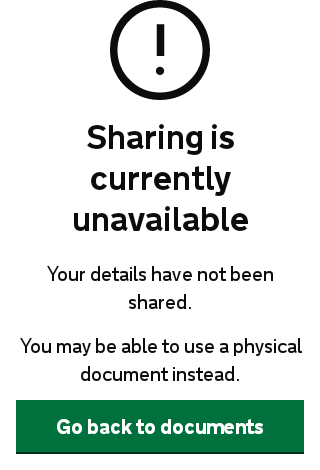 Sharing is
currently
unavailable
Your details have not been
shared.
You may be able to use a physical
document instead.
Go back to documents